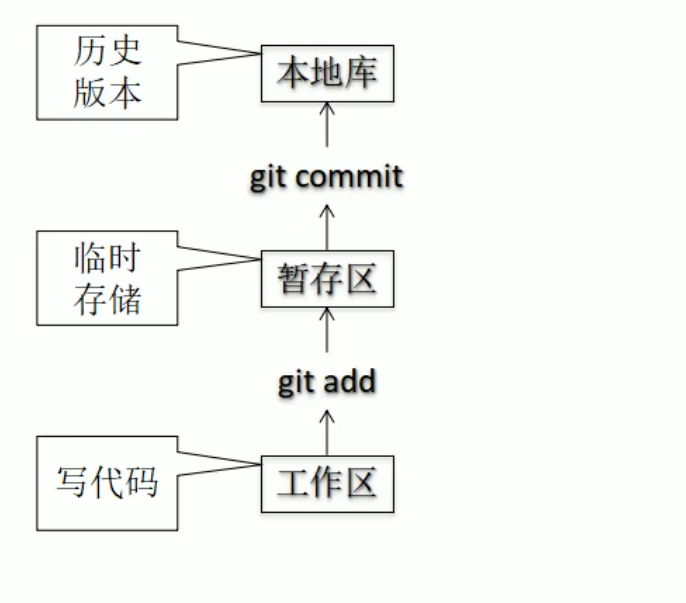 历史
版本
本地库
git commit
临时
存储
暂存区
git add
写代码
工作区